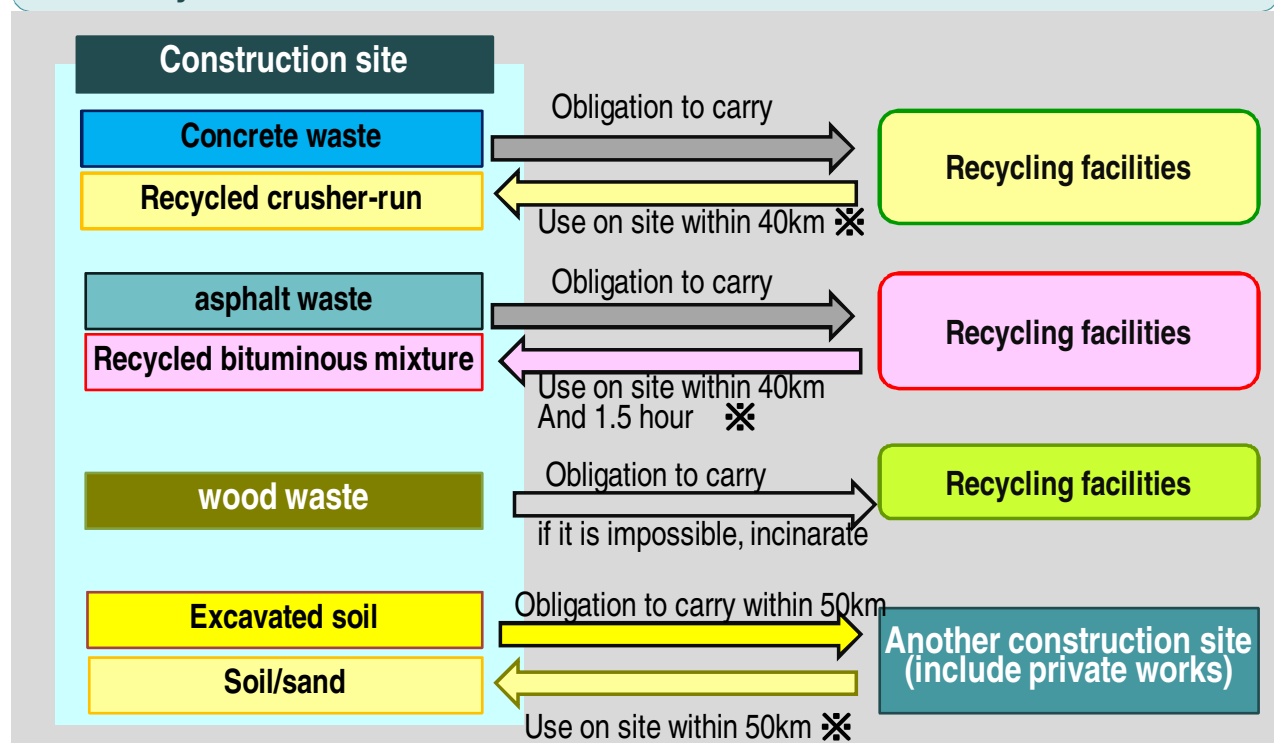 Construction site
Concrete waste
Obligation to carry
Recycling facilities
Recycled crusher-run
Use on site within 40km ※
asphalt waste
Obligation to carry
Recycling facilities
Recycled bituminous mixture
Use on site within 40km
And 1.5 hour ※
wood waste
Obligation to carry
if it is impossible, incinarate
Recycling facilities
Excavated soil
Obligation to carry within 50km
Another construction site
(include private works)
Soil/sand
Use on site within 50km ※